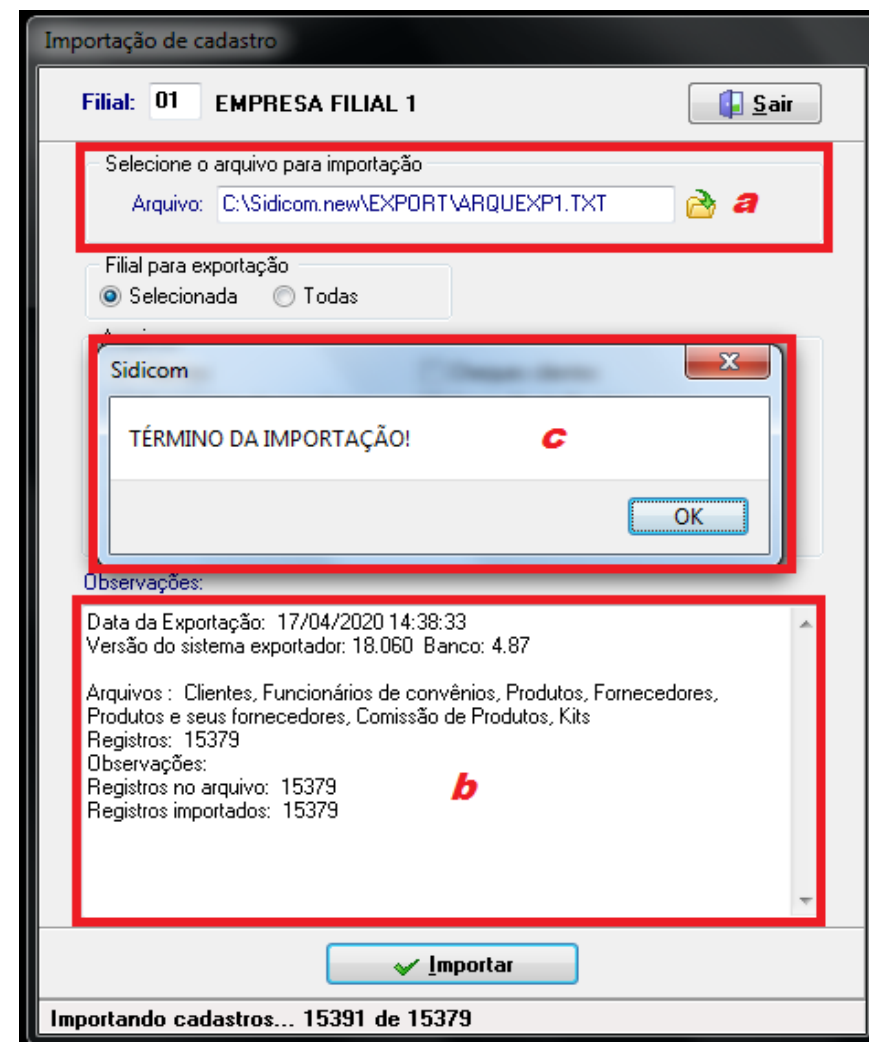 Importação de cadastro
Filial: 01 EMPRESA FILIAL 1 Sair
Selecione o arquivo para importação
Arquivo: C:\Sidicom.new\EXPORT\ARQUEXP1.TXT a
Filial para exportação
Selecionada Todas
Sidicom x
TÉRMINO DA IMPORTAÇÃO! c
OK
Observações:
Data da Exportação: 17/04/2020 14:38:33
Versão do sistema exportador: 18.060 Banco: 4.87
Arquivos : Clientes, Funcionários de convênios, Produtos, Fornecedores,
Produtos e seus fornecedores, Comissão de Produtos, Kits
Registros: 15379
Observações:
Registros no arquivo: 15379 b
Registros importados: 15379
Importar
Importando cadastros... 15391 de 15379